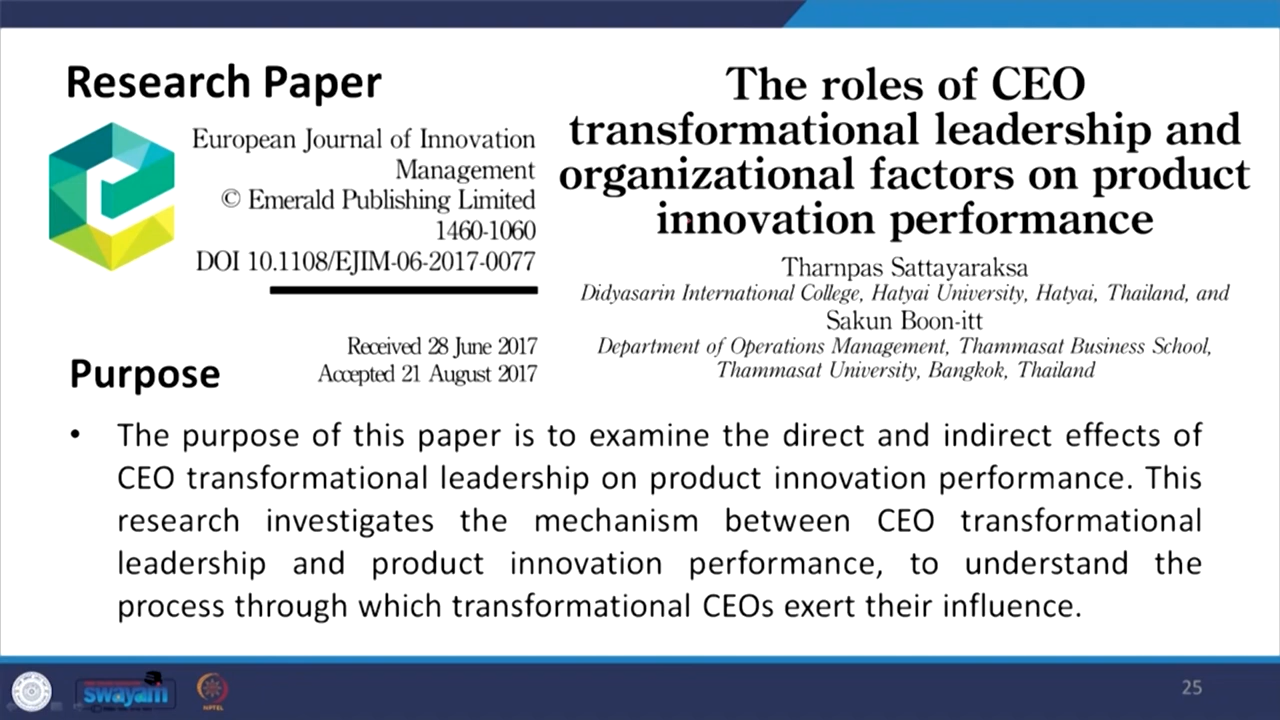 Research Paper
European Journal of Innovation
Management
© Emerald Publishing Limited
1460-1060
DOI 10.1108/EJIM-06-2017-0077
Received 28 June 2017
Accepted 21 August 2017
The roles of CEO
transformational leadership and
organizational factors on product
innovation performance
Tharnpas Sattayaraksa
Didyasarin International College, Hatyai University, Hatyai, Thailand, and
Sakun Boon-itt
Department of Operations Management, Thammasat Business School,
Thammasat University, Bangkok, Thailand
Purpose
• The purpose of this paper is to examine the direct and indirect effects of
CEO transformational leadership on product innovation performance. This
research investigates the mechanism between CEO transformational
leadership and product innovation performance, to understand the
process through which transformational CEOs exert their influence.
swayam
NPTEL
25